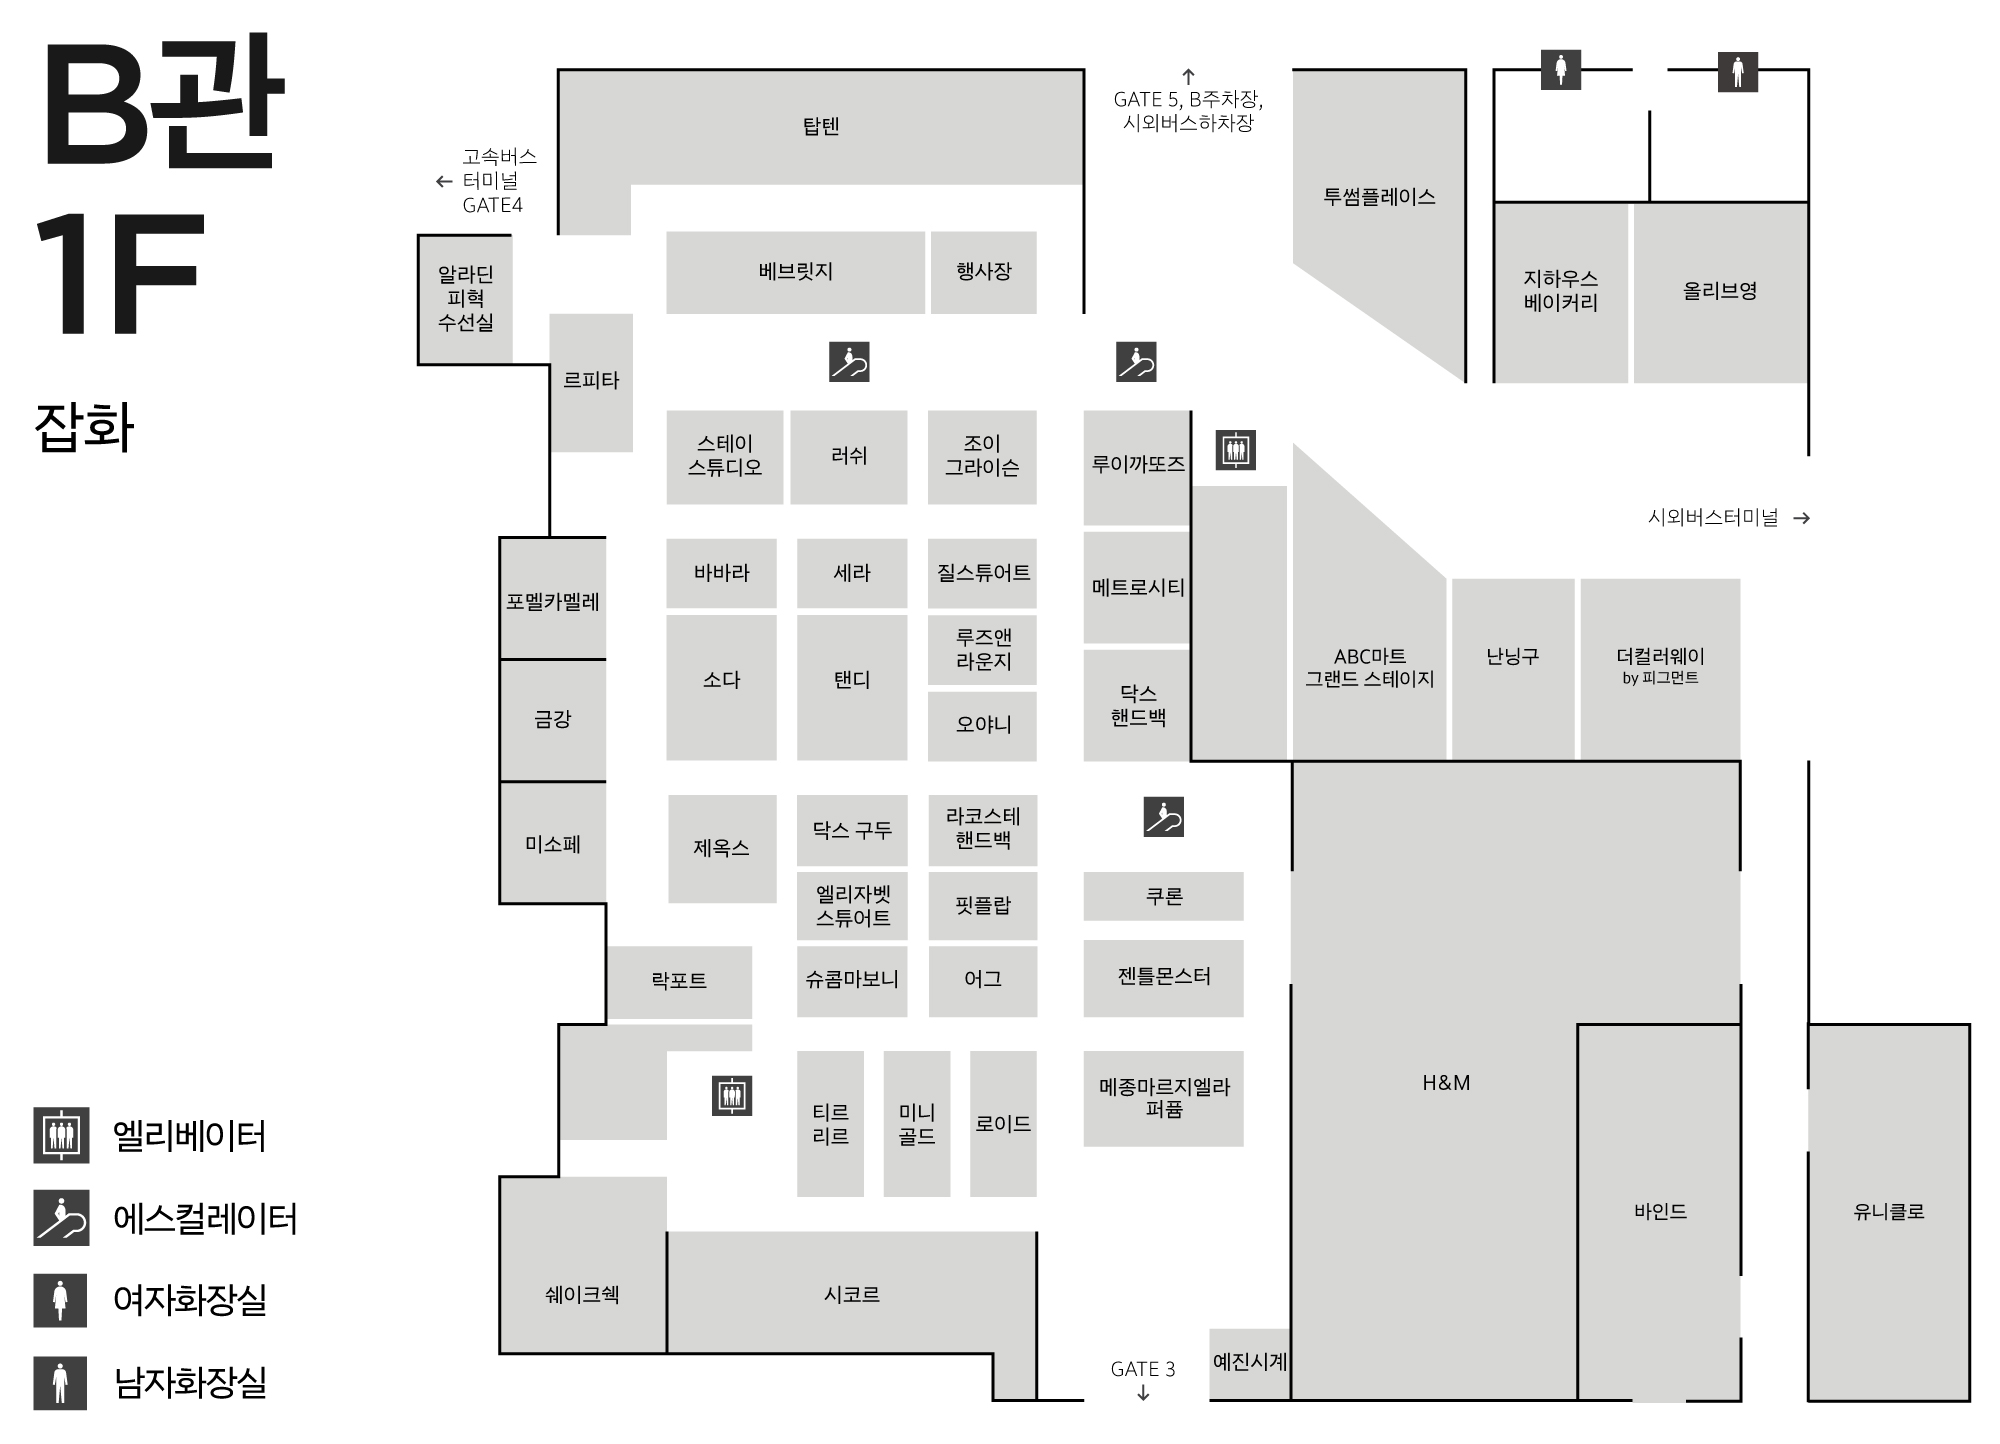 B관
1F
잡화
고속버스
터미널
GATE4
GATE 5, B주차장,
시외버스하차장
탑텐
투썸플레이스
알라딘
피혁
수선실
베브릿지
행사장
지하우스
베이커리
올리브영
르피타
스테이
스튜디오
러쉬
조이
그라이슨
루이까또즈
시외버스터미널
포멜카멜레
바바라
세라
질스튜어트
메트로시티
소다
탠디
루즈앤
라운지
오야니
닥스
핸드백
ABC마트
그랜드 스테이지
난닝구
더컬러웨이
by 피그먼트
금강
미소페
제옥스
닥스 구두
라코스테
핸드백
엘리자벳
스튜어트
핏플랍
쿠론
락포트
슈콤마보니
어그
젠틀몬스터
티르
리르
미니
골드
로이드
메종마르지엘라
퍼퓸
H&M
바인드
유니클로
쉐이크쉑
시코르
GATE 3
예진시계
엘리베이터
에스컬레이터
여자화장실
남자화장실